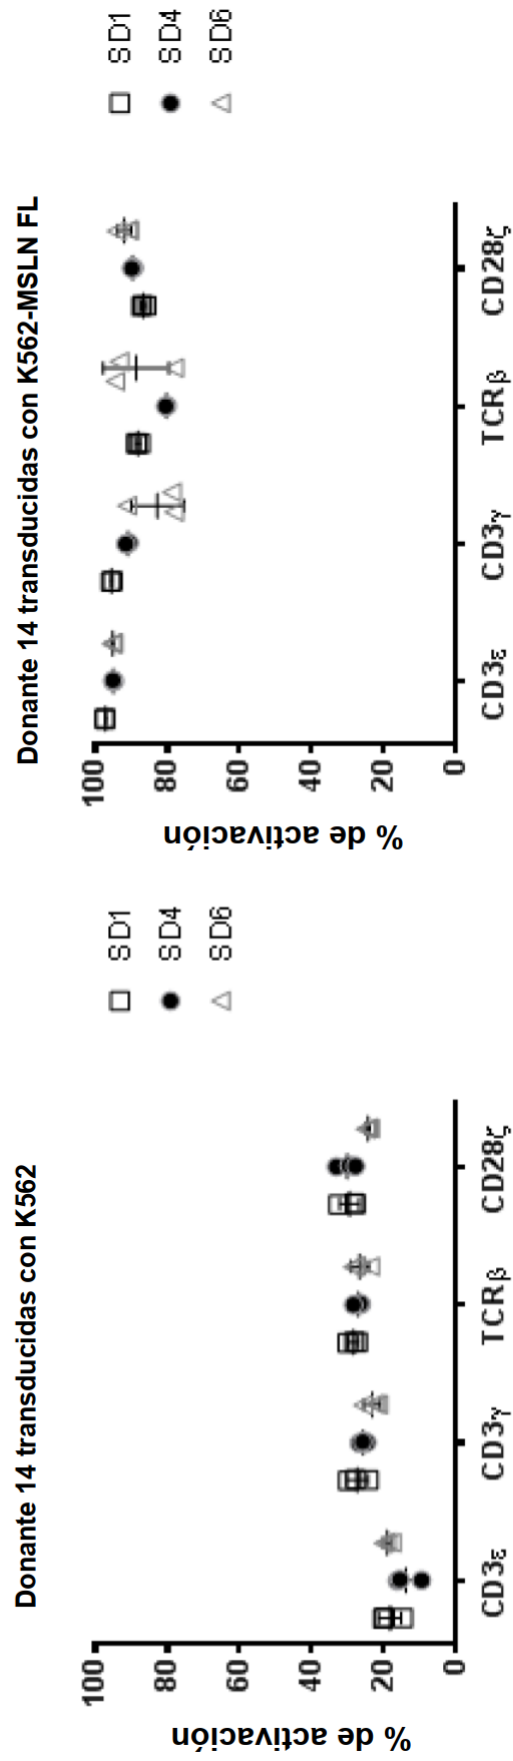 Donante 14 transducidas con K562
% de activación
100
80
60
40
20
0
CD3ε
CD3γ
TCRβ
CD28ζ
SD1
SD4
SD6
Donante 14 transducidas con K562-MSLN FL
% de activación
100
80
60
40
20
0
CD3ε
CD3γ
TCRβ
CD28ζ
SD1
SD4
SD6